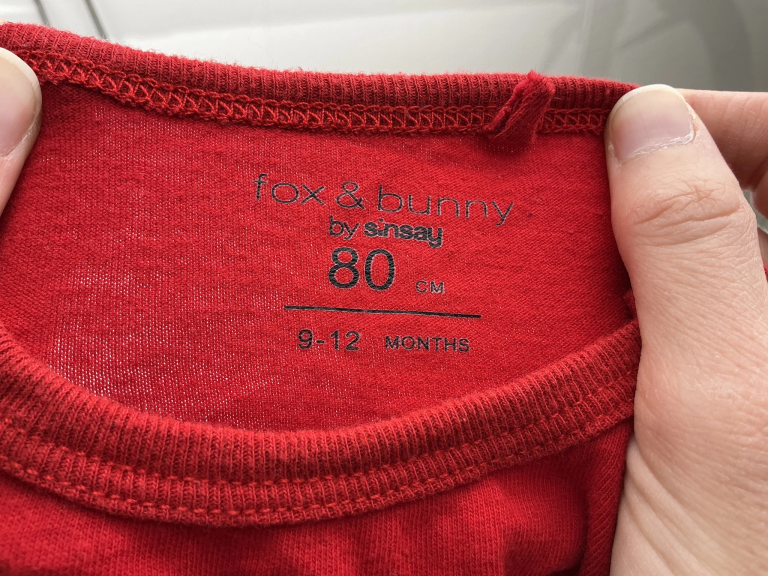 fox & bunny
by sinsay
80 CM
9-12 MONTHS